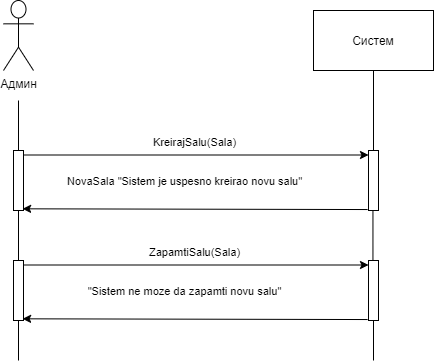 Систем
Админ
KreirajSalu(Sala)
NovaSala "Sistem je uspesno kreirao novu salu"
ZapamtiSalu(Sala)
"Sistem ne moze da zapamti novu salu"